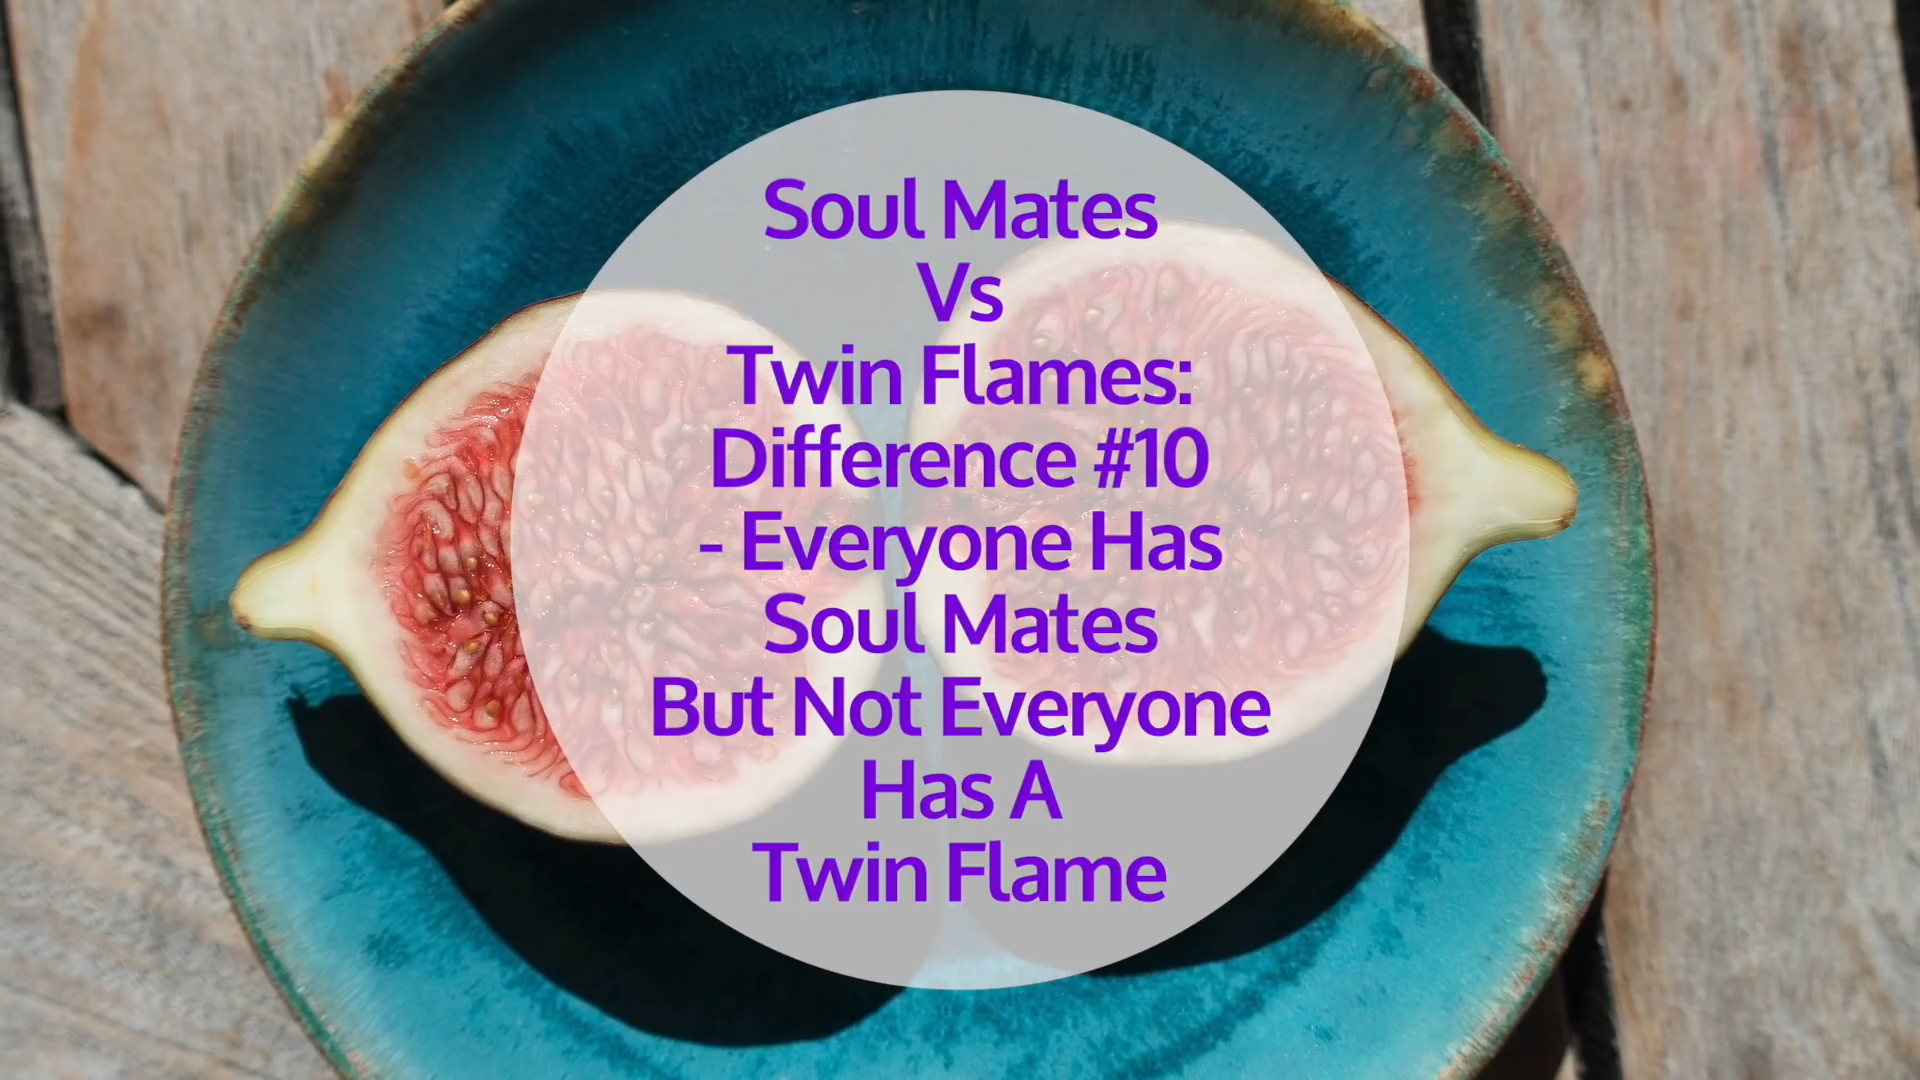 Soul Mates
Vs
Twin Flames:
Difference #10
- Everyone Has
Soul Mates
But Not Everyone
Has A
Twin Flame